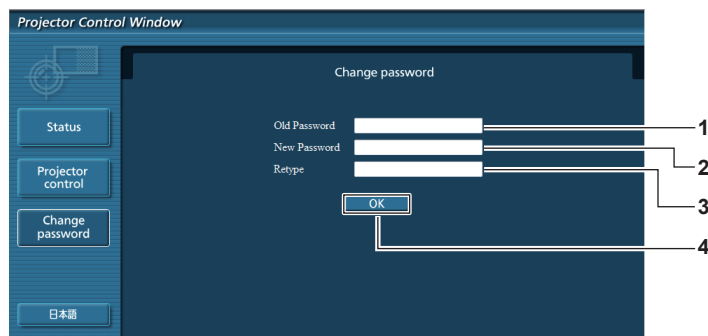 Projector Control Window
Change password
Status
Projector
control
Change
password
日本語
Old Password
New Password
Retype
OK
1
2
3
4